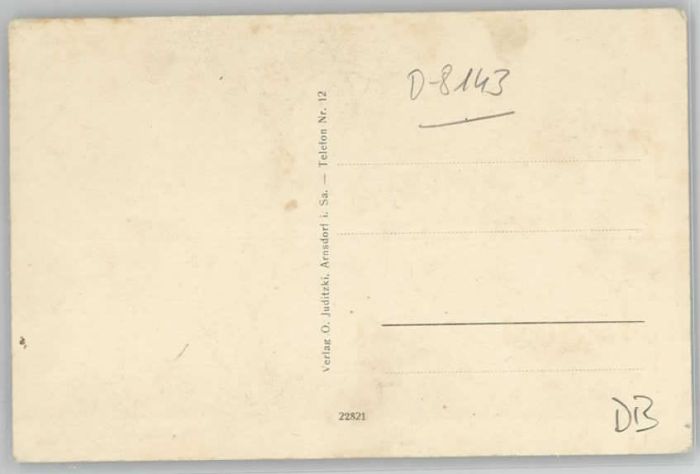 D-8143
Verlag O. Juditzki, Arnsdorf i. Sa. — Telefon Nr. 12
22821
DB